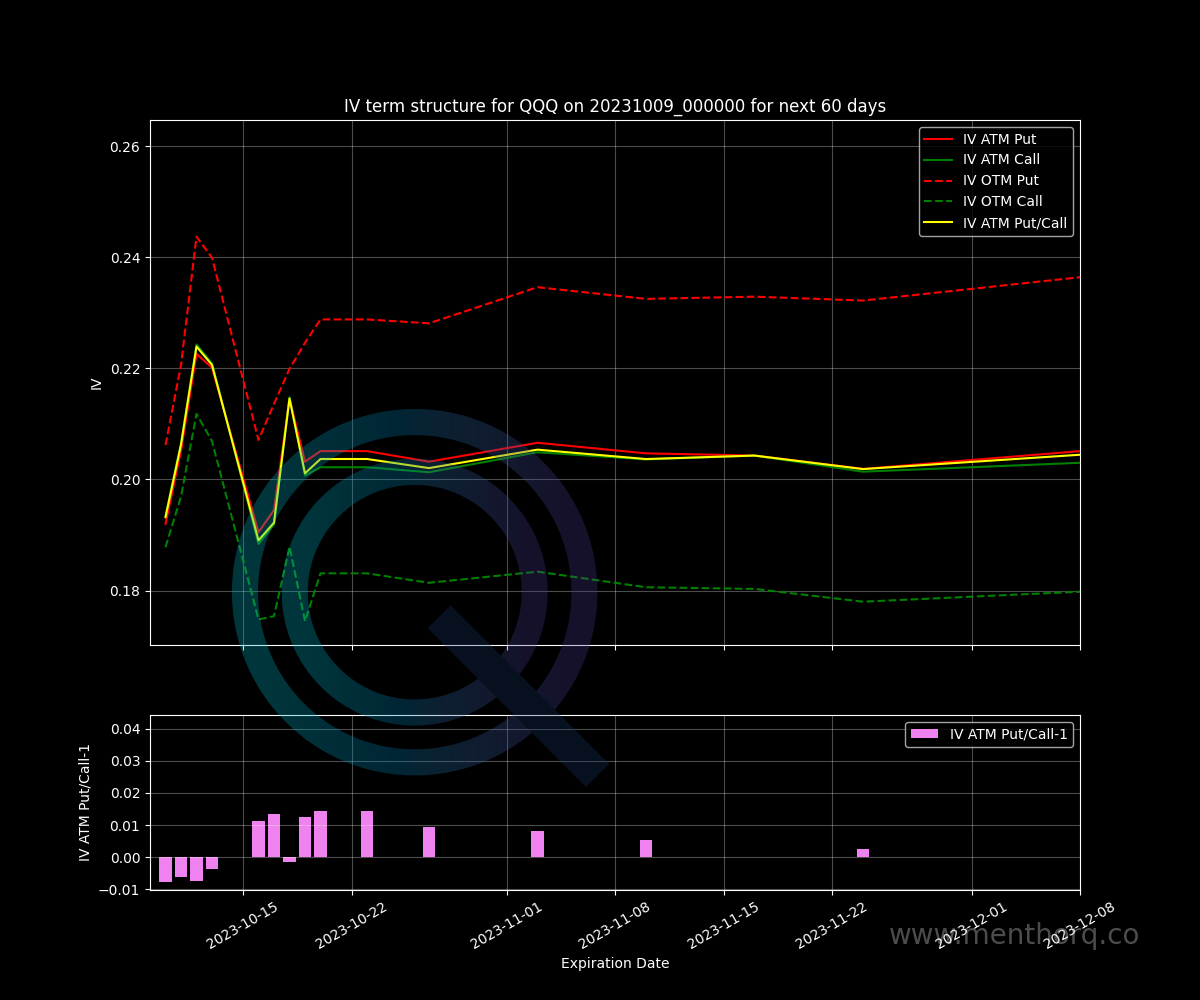 IV term structure for QQQ on 20231009_000000 for next 60 days
IV ATM Put
IV ATM Call
IV OTM Put
IV OTM Call
IV ATM Put/Call
0.26
0.24
0.22
0.20
0.18
IV
IV ATM Put/Call-1
0.04
0.03
0.02
0.01
0.00
−0.01
IV ATM Put/Call-1
2023-10-15
2023-10-22
2023-11-01
2023-11-08
2023-11-15
2023-11-22
2023-12-01
2023-12-08
www.menthorq.co
Expiration Date